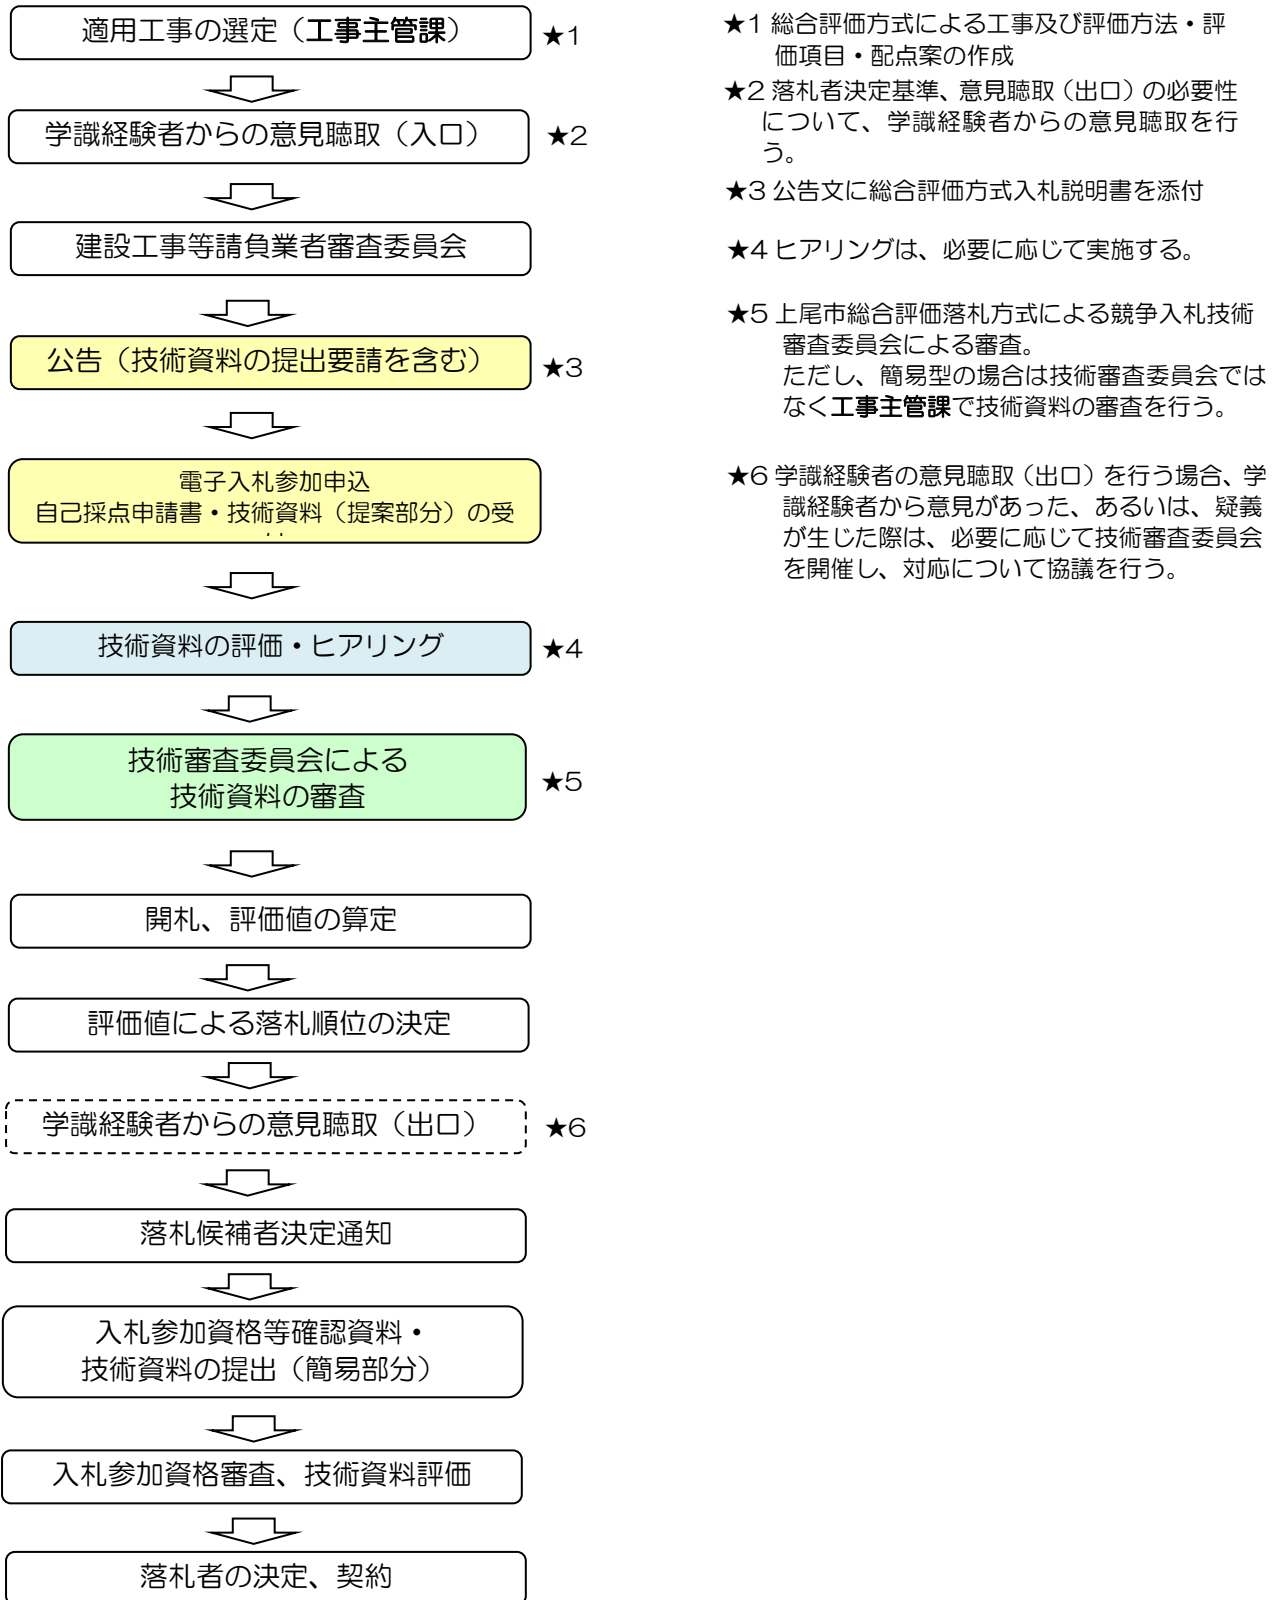 適用工事の選定（工事主管課）
★1
学識経験者からの意見聴取（入口）
★2
建設工事等請負業者審査委員会
公告（技術資料の提出要請を含む）
★3
電子入札参加申込
自己採点申請書・技術資料（提案部分）の受
技術資料の評価・ヒアリング
★4
技術審査委員会による
技術資料の審査
★5
開札、評価値の算定
評価値による落札順位の決定
学識経験者からの意見聴取（出口）
★6
落札候補者決定通知
入札参加資格等確認資料・
技術資料の提出（簡易部分）
入札参加資格審査、技術資料評価
落札者の決定、契約
★1 総合評価方式による工事及び評価方法・評
価項目・配点案の作成
★2 落札者決定基準、意見聴取（出口）の必要性
について、学識経験者からの意見聴取を行
う。
★3 公告文に総合評価方式入札説明書を添付
★4 ヒアリングは、必要に応じて実施する。
★5 上尾市総合評価落札方式による競争入札技術
審査委員会による審査。
ただし、簡易型の場合は技術審査委員会では
なく工事主管課で技術資料の審査を行う。
★6 学識経験者の意見聴取（出口）を行う場合、学
識経験者から意見があった、あるいは、疑義
が生じた際は、必要に応じて技術審査委員会
を開催し、対応について協議を行う。